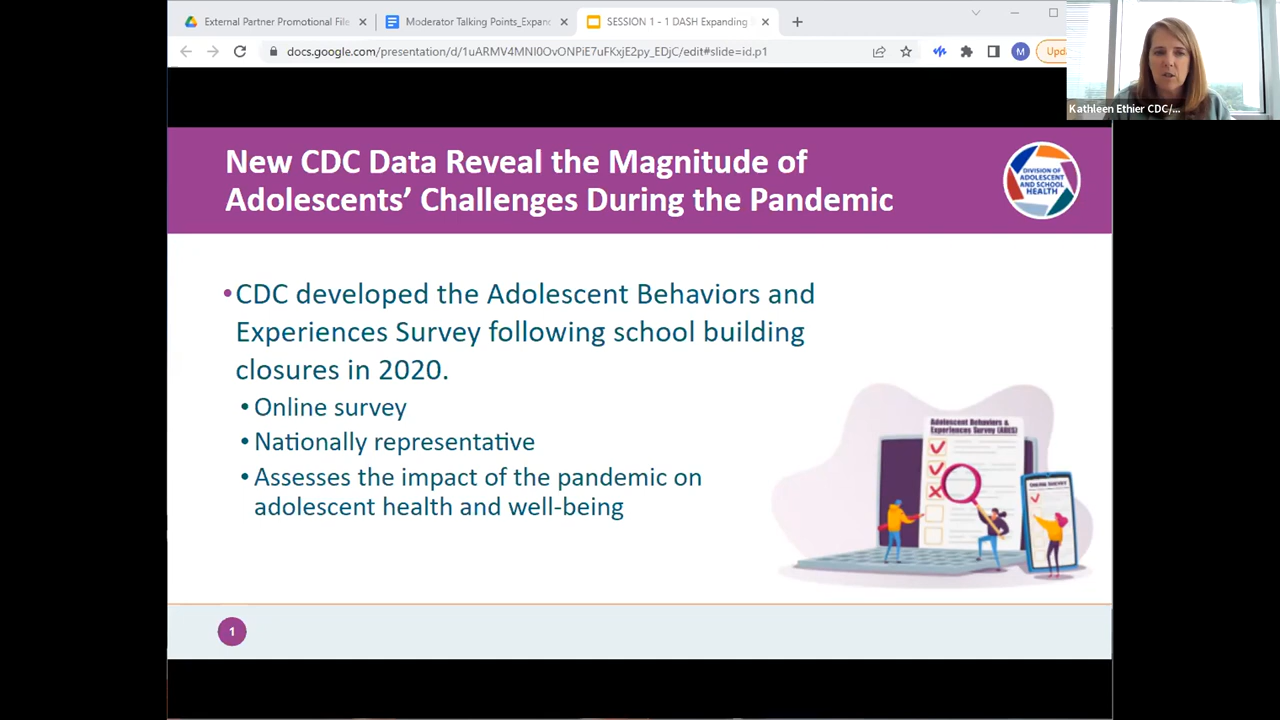 External Partner Promotional File
Moderator Talking Points_Expand
SESSION 1 - 1 DASH Expanding
docs.google.com/presentation/d/1uARMV4MNI0OvONPiE7uFKxjE2py_EDjC/edit#slide=id.p1
M
Upd
Kathleen Ethier CDC/...
New CDC Data Reveal the Magnitude of
Adolescents' Challenges During the Pandemic
DIVISION OF
ADOLESCENT
AND SCHOOL
HEALTH
•CDC developed the Adolescent Behaviors and
Experiences Survey following school building
closures in 2020.
• Online survey
• Nationally representative
• Assesses the impact of the pandemic on
adolescent health and well-being
Adolescent Behaviors &
Experiences Survey (ABES)
ONLINE SURVEY
1